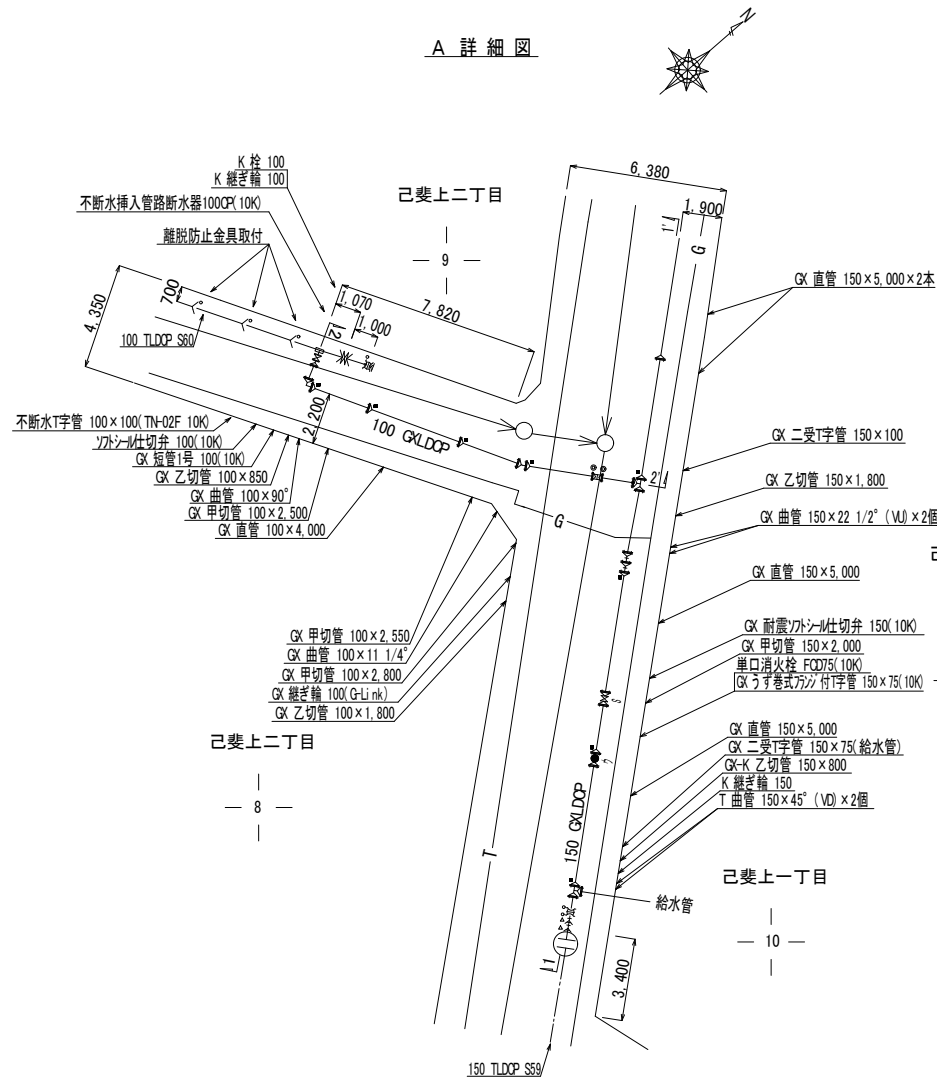 A 詳細図
N
K 栓 100
K 継ぎ輪 100
不断水挿入管路断水器100CP(10K)
離脱防止金具取付
己斐上二丁目
9
6,380
1,900
1'
G
GX 直管 150×5,000×2本
4,350
700
1,070
7,820
1,000
2
100 TLDCP S60
2,200
100 GXLDCP
不断水T字管 100×100(TN-02F 10K)
ソフトシール仕切弁 100(10K)
GX 短管1号 100(10K)
GX 乙切管 100×850
GX 曲管 100×90°
GX 甲切管 100×2,500
GX 直管 100×4,000
2'
G
GX 二受T字管 150×100
GX 乙切管 150×1,800
GX 曲管 150×22 1/2° (VU)×2個
GX 直管 150×5,000
GX 甲切管 100×2,550
GX 曲管 100×11 1/4°
GX 甲切管 100×2,800
GX 継ぎ輪 100(G-Link)
GX 乙切管 100×1,800
GX 耐震ソフトシール仕切弁 150(10K)
GX 甲切管 150×2,000
単口消火栓 FCD75(10K)
GX うず巻式フランジ付T字管 150×75(10K)
S
ウ
己斐上二丁目
8
GX 直管 150×5,000
GX 二受T字管 150×75(給水管)
GX-K 乙切管 150×800
K 継ぎ輪 150
T 曲管 150×45° (VD)×2個
T
150 GXLDCP
己斐上一丁目
10
給水管
1
3,400
150 TLDCP S59